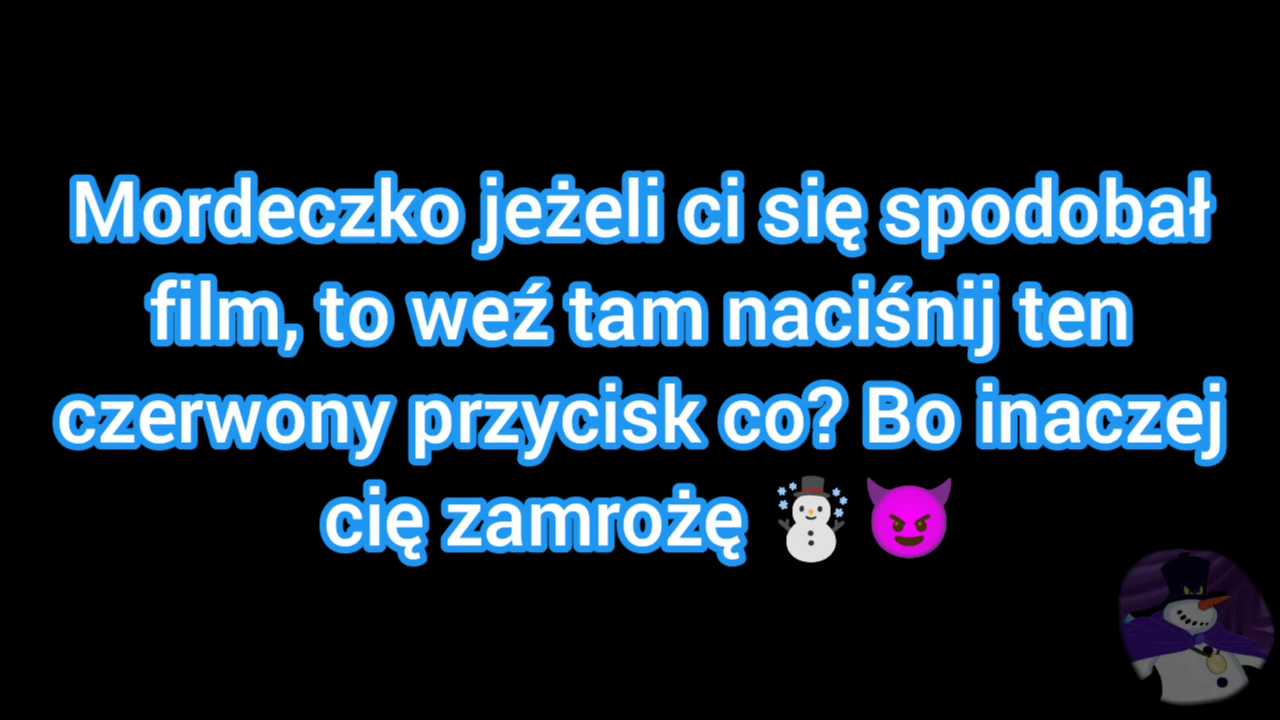 Mordeczko jeżeli ci się spodobał
film, to weź tam naciśnij ten
czerwony przycisk co? Bo inaczej
cię zamrożę ☃️😈